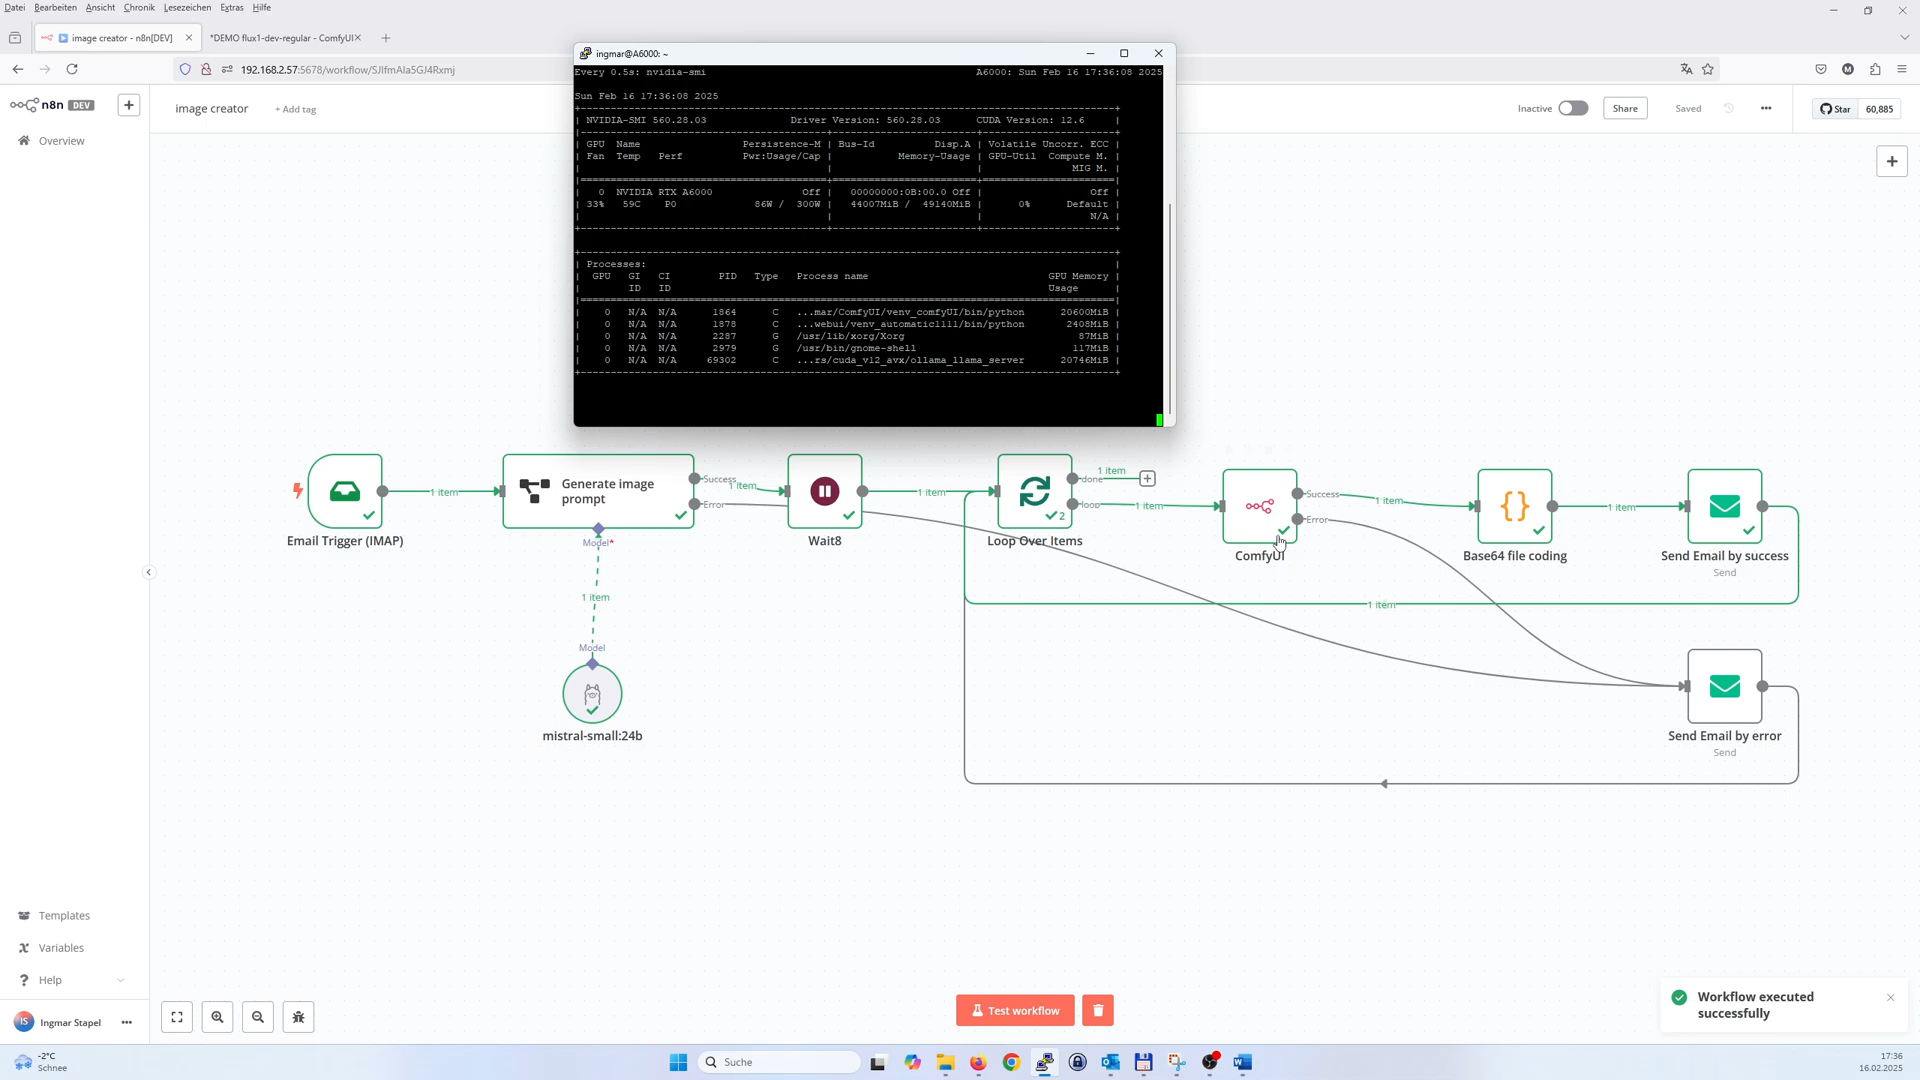 Datei Bearbeiten Ansicht Chronik Lesezeichen Extras Hilfe
image creator - n8n[DEV]
*DEMO flux1-dev-regular - ComfyUI
192.168.2.57:5678/workflow/SJlfmAla5GJ4Rxmj
n8n DEV
Overview
image creator
+ Add tag
Inactive
Share
Saved
Star 60,885
ingmar@A6000: ~
Every 0.5s: nvidia-smi A6000: Sun Feb 16 17:36:08 2025
Sun Feb 16 17:36:08 2025
NVIDIA-SMI 560.28.03 Driver Version: 560.28.03 CUDA Version: 12.6
GPU Name Persistence-M | Bus-Id Disp.A | Volatile Uncorr. ECC
Fan Temp Perf Pwr:Usage/Cap | Memory-Usage | GPU-Util Compute M.
MIG M.
0 NVIDIA RTX A6000 Off | 00000000:0B:00.0 Off | Off
33% 59C P0 86W / 300W | 44007MiB / 49140MiB | 0% Default
N/A
Processes:
GPU GI CI PID Type Process name GPU Memory
ID ID Usage
0 N/A N/A 1864 C ...mar/ComfyUI/venv_comfyUI/bin/python 20600MiB
0 N/A N/A 1878 C ...webui/venv_automatic1111/bin/python 2408MiB
0 N/A N/A 2287 G /usr/lib/xorg/Xorg 87MiB
0 N/A N/A 2979 G /usr/bin/gnome-shell 117MiB
0 N/A N/A 69302 C ...rs/cuda_v12_avx/ollama_llama_server 20746MiB
Email Trigger (IMAP)
1 item
Generate image prompt
Success
Error
1 item
Model*
1 item
Model
mistral-small:24b
Wait8
1 item
Loop Over Items
2
done
loop
1 item
1 item
ComfyUI
Success
Error
1 item
Base64 file coding
1 item
Send Email by success
Send
1 item
Send Email by error
Send
Templates
Variables
Help
IS Ingmar Stapel
Test workflow
Workflow executed
successfully
-2°C
Schnee
Suche
17:36
16.02.2025